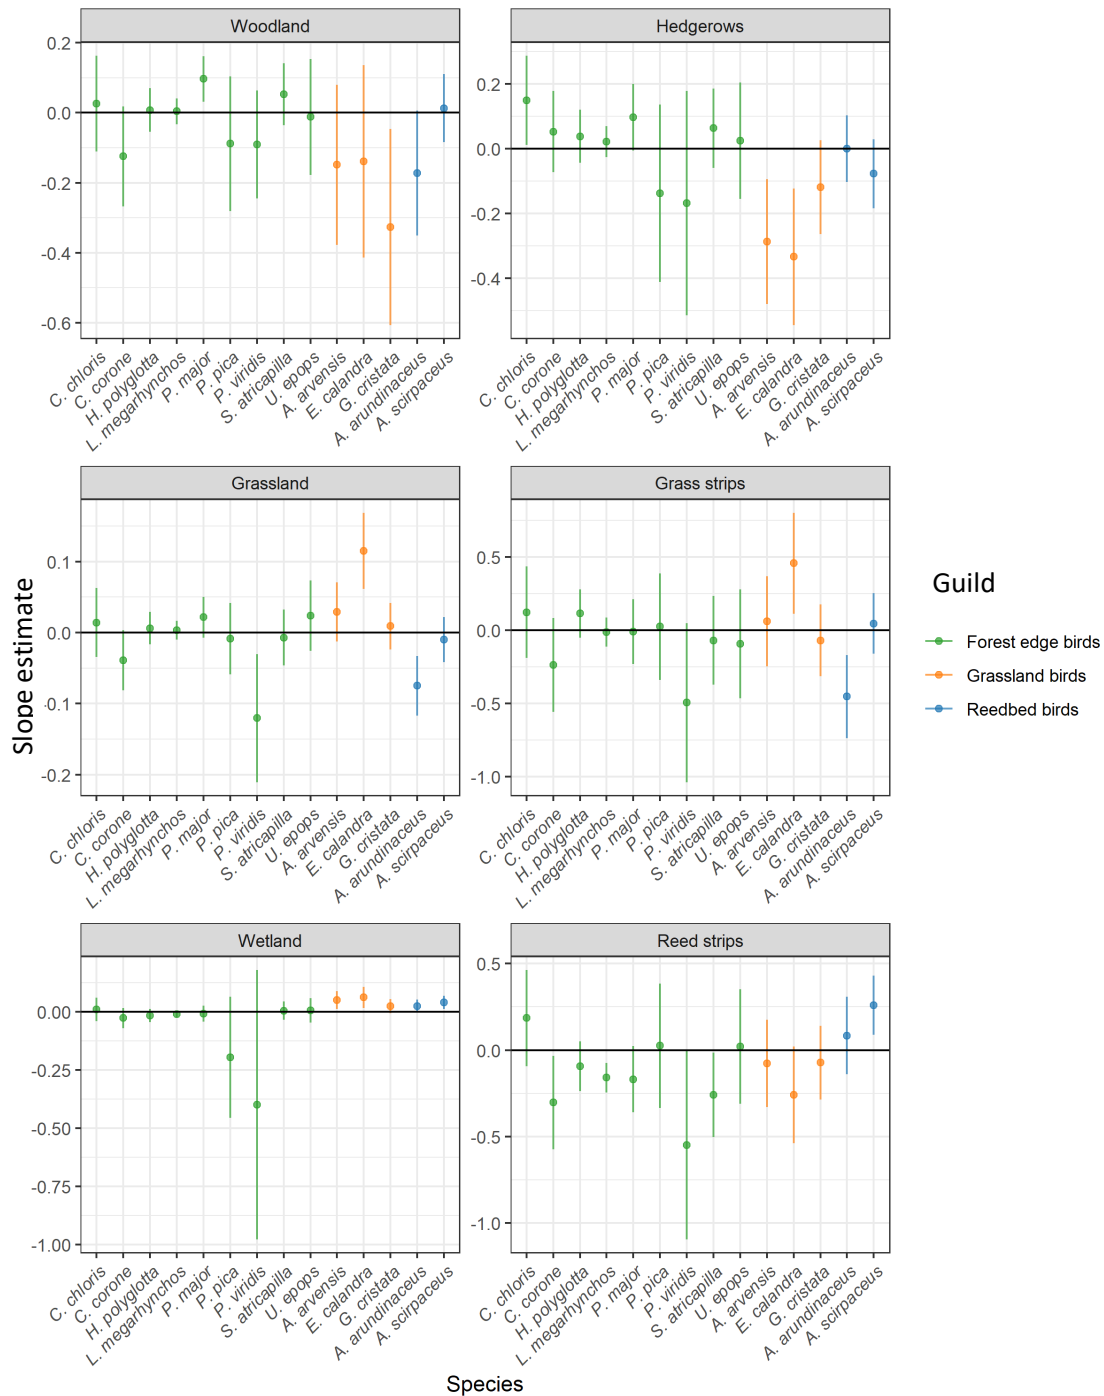 Woodland
Hedgerows
0.2
0.0
-0.2
-0.4
-0.6
0.2
0.0
-0.2
-0.4
C. chloris
C. corone
H. polyglotta
L. megarhynchos
P. major
P. pica
P. viridis
S. atricapilla
U. epops
A. arvensis
E. calandra
G. cristata
A. arundinaceus
A. scirpaceus
C. chloris
C. corone
H. polyglotta
L. megarhynchos
P. major
P. pica
P. viridis
S. atricapilla
U. epops
A. arvensis
E. calandra
G. cristata
A. arundinaceus
A. scirpaceus
Grassland
Grass strips
Slope estimate
0.1
0.0
-0.1
-0.2
0.5
0.0
-0.5
-1.0
C. chloris
C. corone
H. polyglotta
L. megarhynchos
P. major
P. pica
P. viridis
S. atricapilla
U. epops
A. arvensis
E. calandra
G. cristata
A. arundinaceus
A. scirpaceus
C. chloris
C. corone
H. polyglotta
L. megarhynchos
P. major
P. pica
P. viridis
S. atricapilla
U. epops
A. arvensis
E. calandra
G. cristata
A. arundinaceus
A. scirpaceus
Guild
Forest edge birds
Grassland birds
Reedbed birds
Wetland
Reed strips
0.00
-0.25
-0.50
-0.75
-1.00
0.5
0.0
-0.5
-1.0
C. chloris
C. corone
H. polyglotta
L. megarhynchos
P. major
P. pica
P. viridis
S. atricapilla
U. epops
A. arvensis
E. calandra
G. cristata
A. arundinaceus
A. scirpaceus
C. chloris
C. corone
H. polyglotta
L. megarhynchos
P. major
P. pica
P. viridis
S. atricapilla
U. epops
A. arvensis
E. calandra
G. cristata
A. arundinaceus
A. scirpaceus
Species